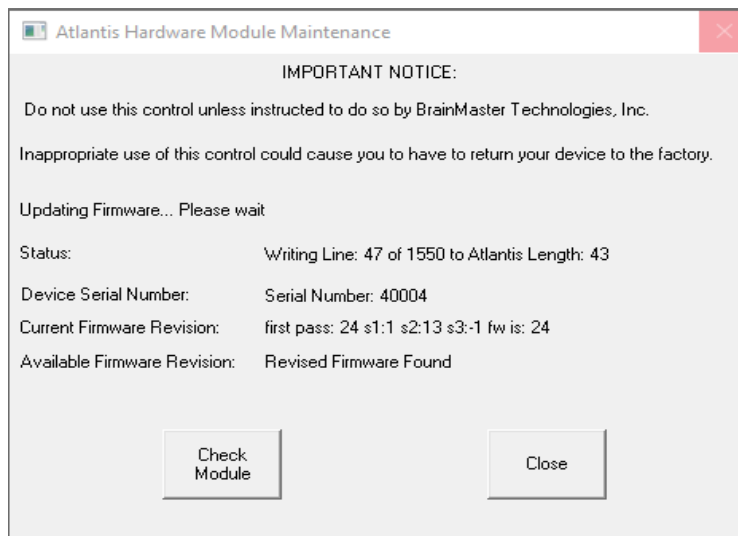 Atlantis Hardware Module Maintenance
IMPORTANT NOTICE:
Do not use this control unless instructed to do so by BrainMaster Technologies, Inc.
Inappropriate use of this control could cause you to have to return your device to the factory.
Updating Firmware... Please wait
Status: Writing Line: 47 of 1550 to Atlantis Length: 43
Device Serial Number: Serial Number: 40004
Current Firmware Revision: first pass: 24 s1:1 s2:13 s3:-1 fw is: 24
Available Firmware Revision: Revised Firmware Found
Check
Module
Close